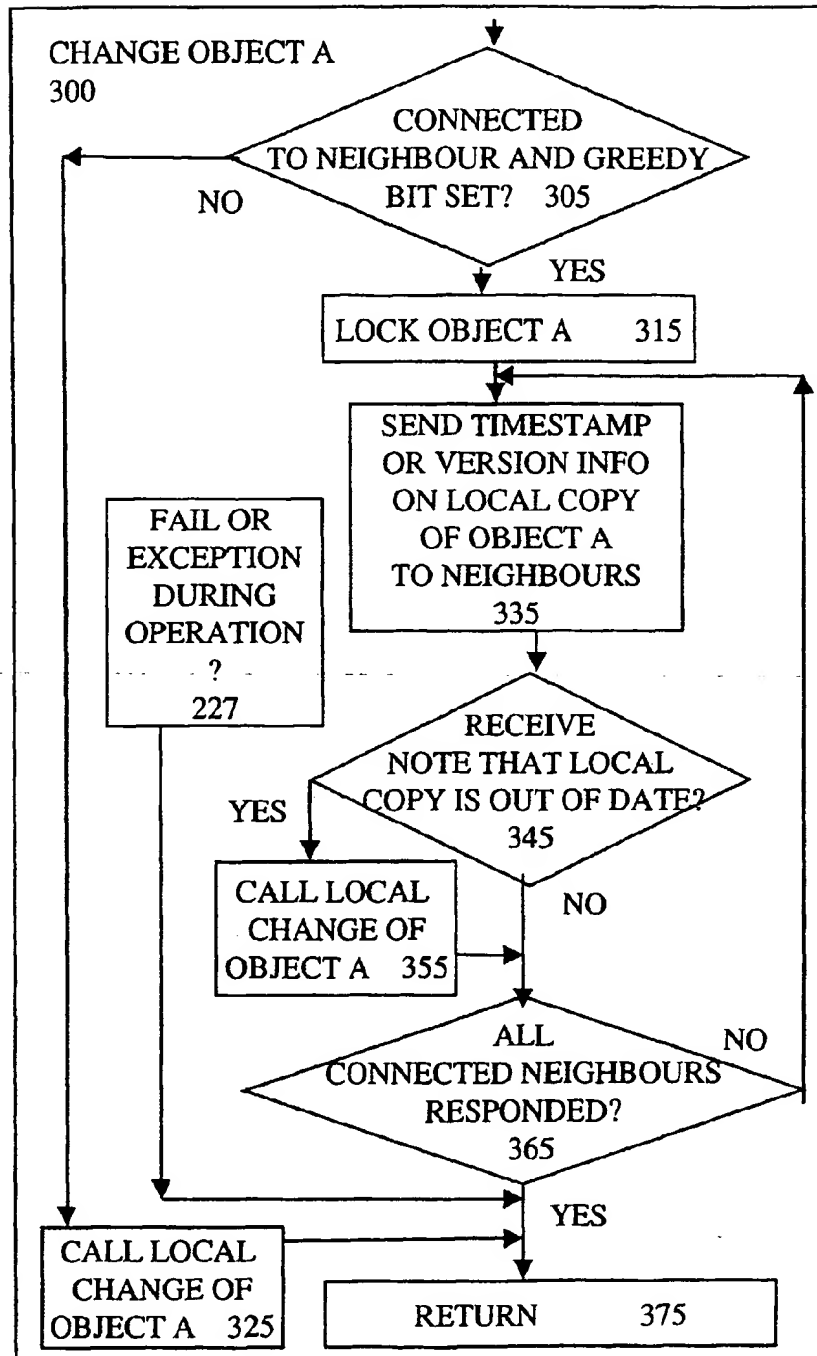 CHANGE OBJECT A
300
CONNECTED
TO NEIGHBOUR AND GREEDY
BIT SET? 305
NO
YES
LOCK OBJECT A 315
SEND TIMESTAMP
OR VERSION INFO
ON LOCAL COPY
OF OBJECT A
TO NEIGHBOURS
335
FAIL OR
EXCEPTION
DURING
OPERATION
?
227
RECEIVE
NOTE THAT LOCAL
COPY IS OUT OF DATE?
345
YES
NO
CALL LOCAL
CHANGE OF
OBJECT A 355
ALL
CONNECTED NEIGHBOURS
RESPONDED?
365
NO
YES
CALL LOCAL
CHANGE OF
OBJECT A 325
RETURN 375